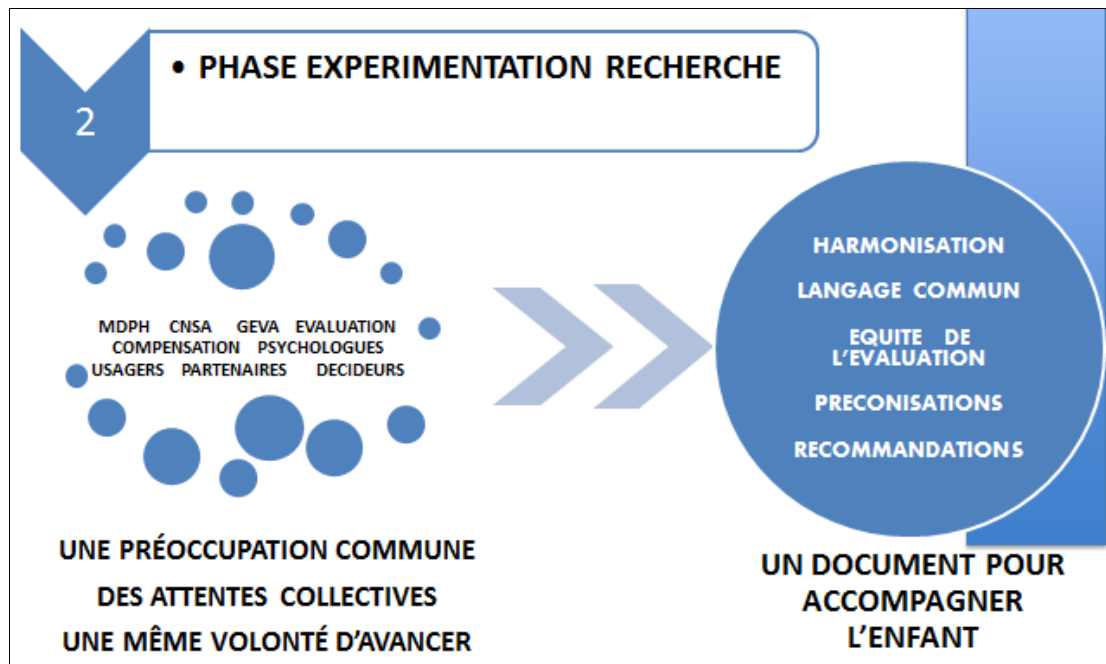 2
• PHASE EXPERIMENTATION RECHERCHE
MDPH CNSA GEVA EVALUATION
COMPENSATION PSYCHOLOGUES
USAGERS PARTENAIRES DECIDEURS
UNE PRÉOCCUPATION COMMUNE
DES ATTENTES COLLECTIVES
UNE MÊME VOLONTÉ D’AVANCER
HARMONISATION
LANGAGE COMMUN
EQUITE DE
L’EVALUATION
PRECONISATIONS
RECOMMANDATIONS
UN DOCUMENT POUR
ACCOMPAGNER
L’ENFANT